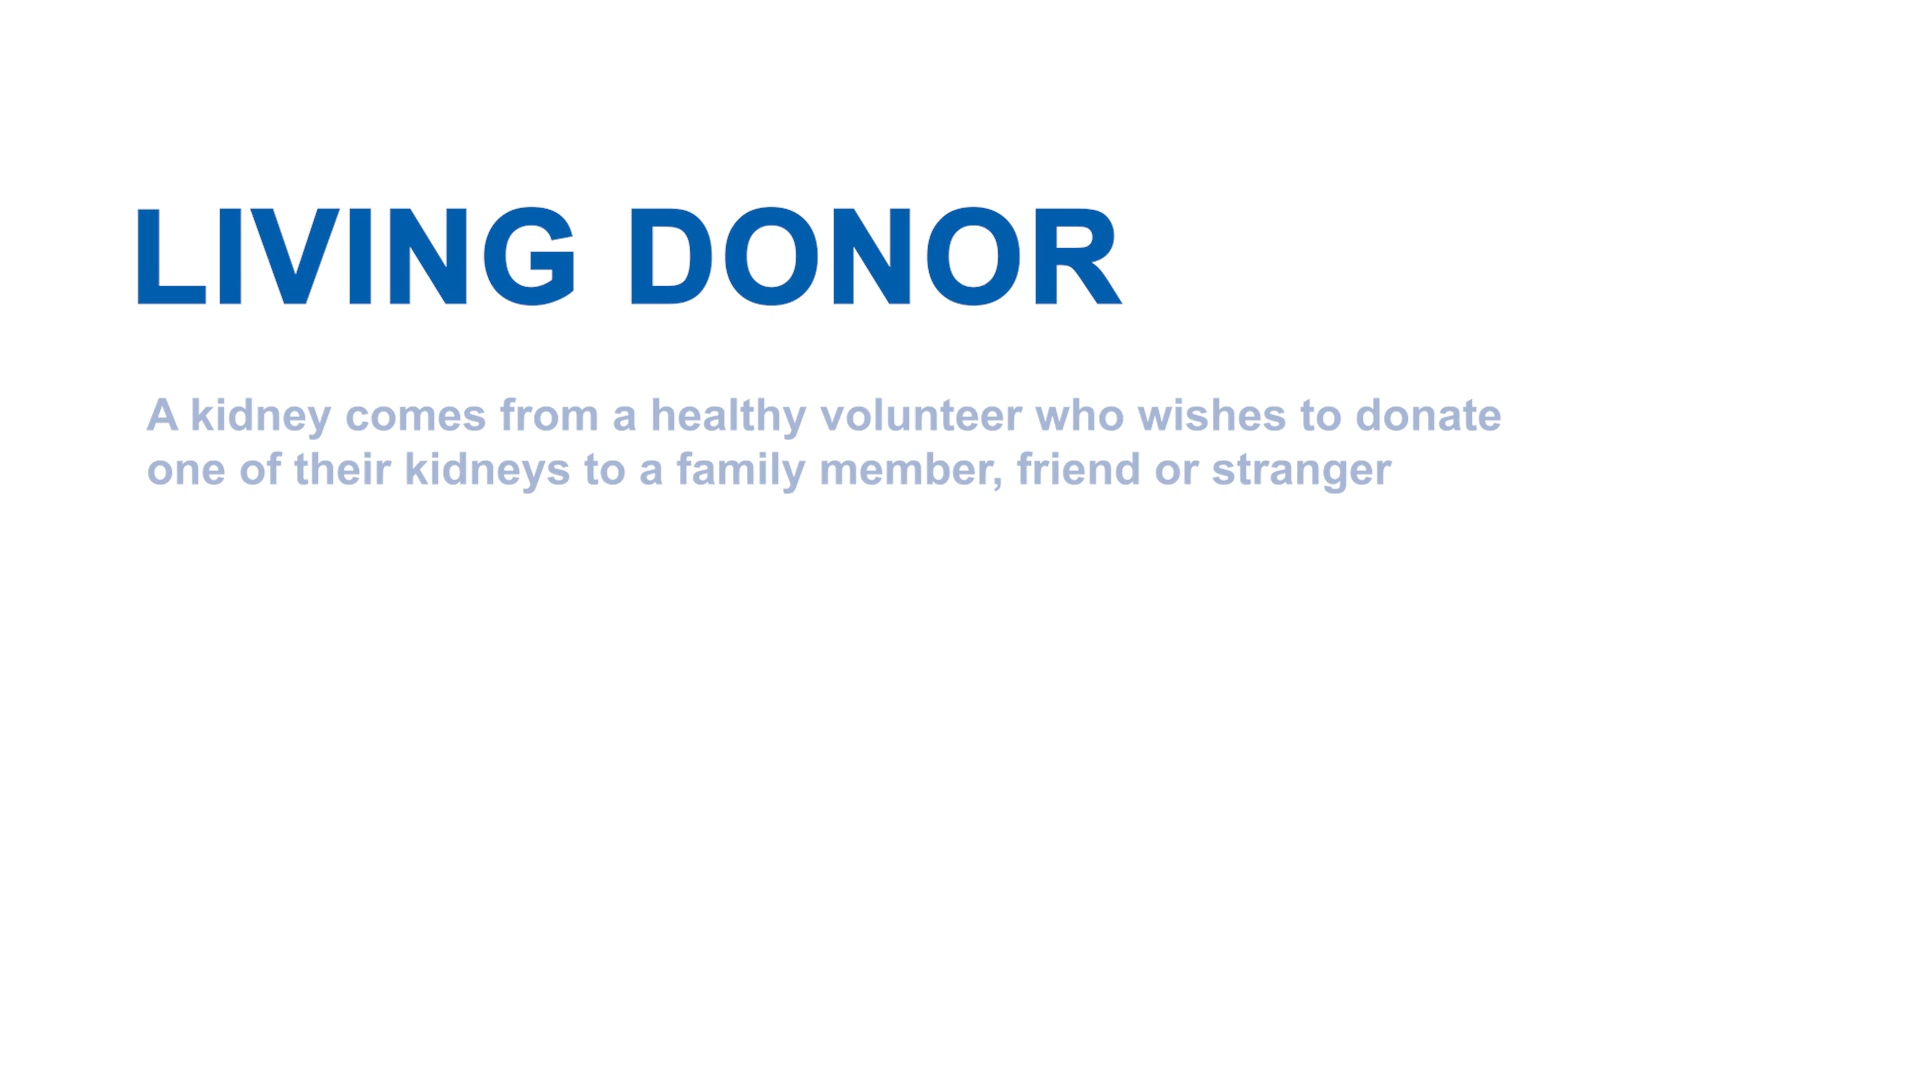 LIVING DONOR
A kidney comes from a healthy volunteer who wishes to donate
one of their kidneys to a family member, friend or stranger